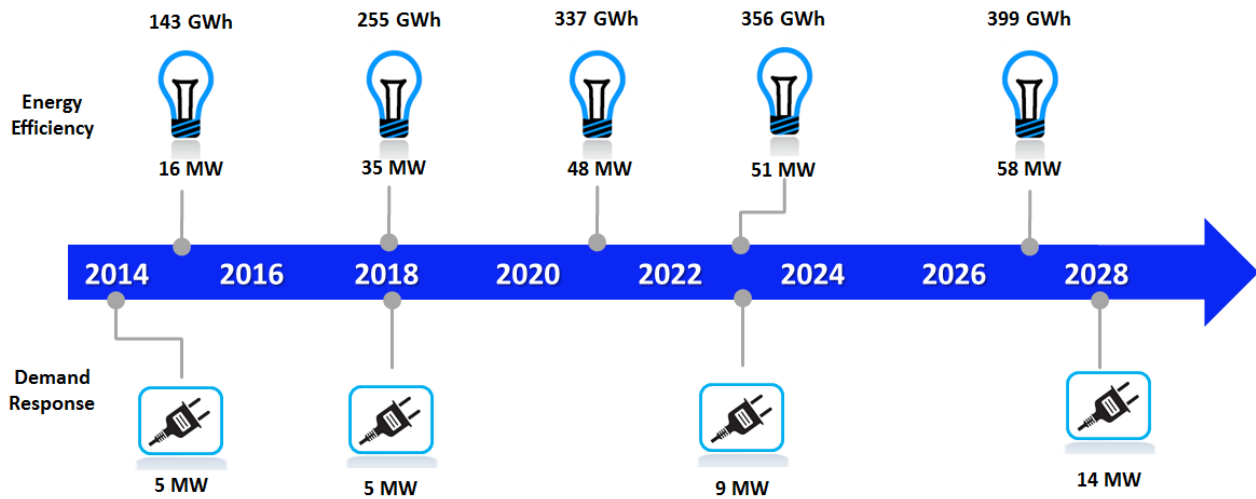 143 GWh 255 GWh 337 GWh 356 GWh 399 GWh
Energy
Efficiency
16 MW 35 MW 48 MW 51 MW 58 MW
2014 2016 2018 2020 2022 2024 2026 2028
Demand
Response
5 MW 5 MW 9 MW 14 MW